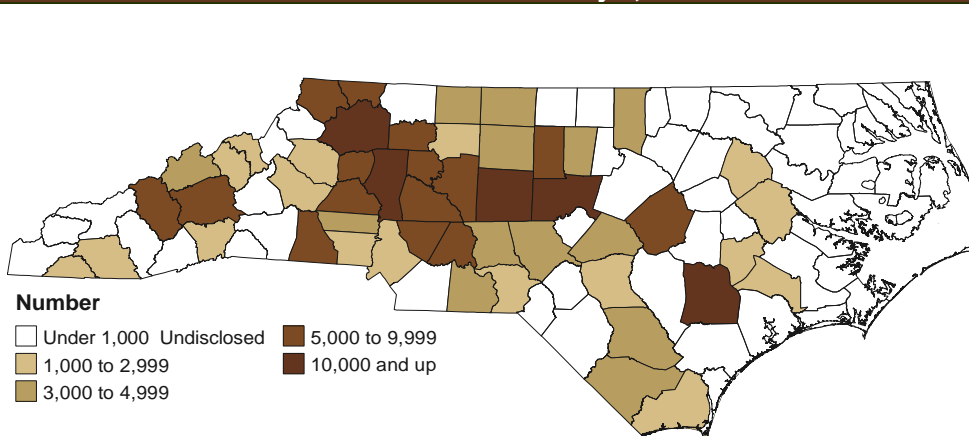 Number
Under 1,000 Undisclosed
1,000 to 2,999
3,000 to 4,999
5,000 to 9,999
10,000 and up